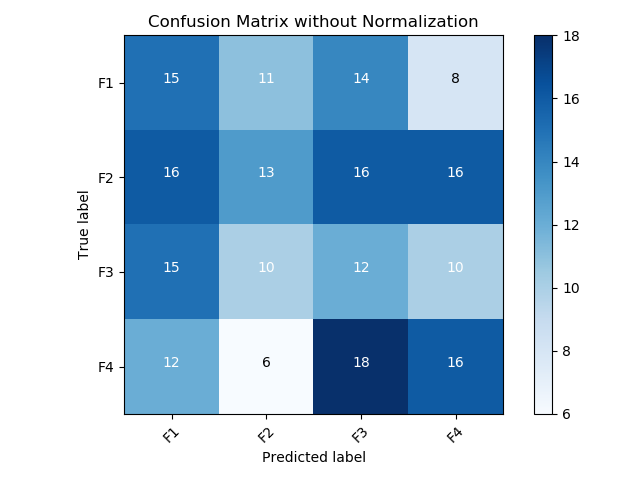 Confusion Matrix without Normalization
F1 15 11 14 8
F2 16 13 16 16
F3 15 10 12 10
F4 12 6 18 16
F1 F2 F3 F4
True label
Predicted label
18
16
14
12
10
8
6